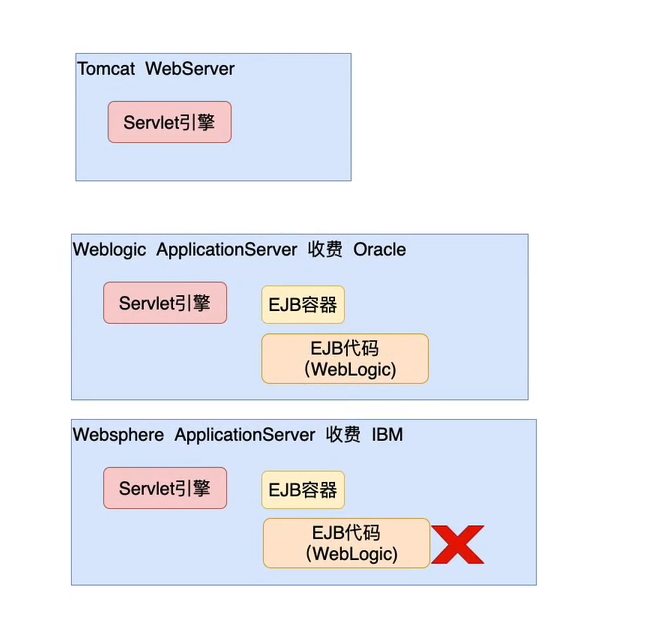 Tomcat WebServer
Servlet引擎
Weblogic ApplicationServer 收费 Oracle
Servlet引擎
EJB容器
EJB代码
(WebLogic)
Websphere ApplicationServer 收费 IBM
Servlet引擎
EJB容器
EJB代码
(WebLogic)